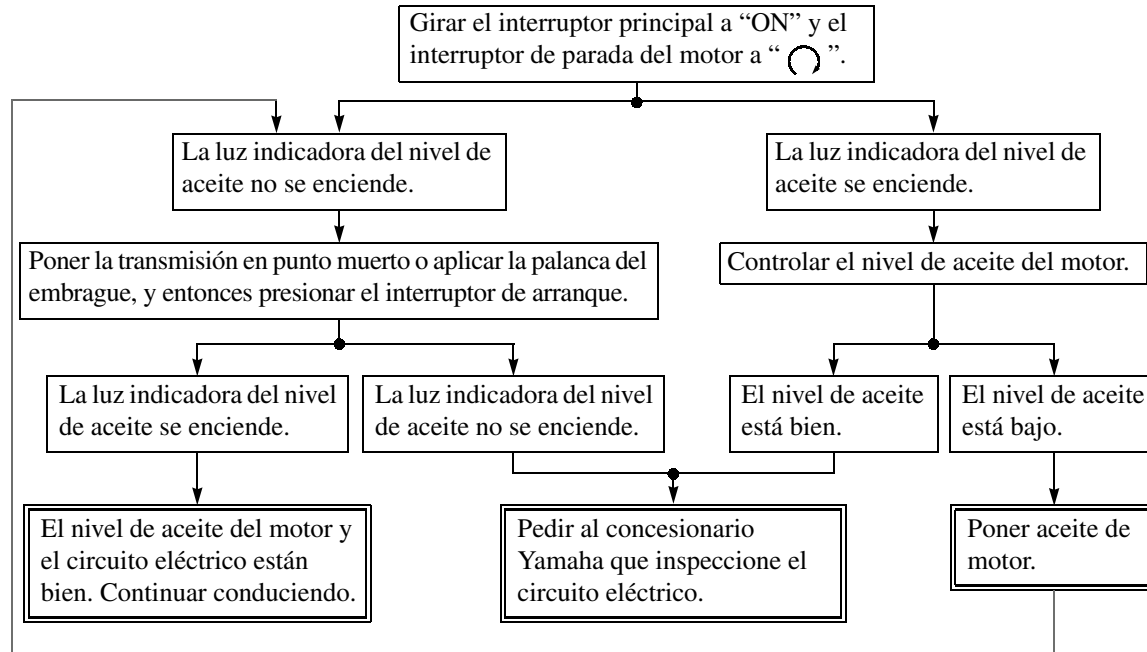 Girar el interruptor principal a “ON” y el
interruptor de parada del motor a “ ”.
La luz indicadora del nivel de
aceite no se enciende.
La luz indicadora del nivel de
aceite se enciende.
Poner la transmisión en punto muerto o aplicar la palanca del
embrague, y entonces presionar el interruptor de arranque.
Controlar el nivel de aceite del motor.
La luz indicadora del nivel
de aceite se enciende.
La luz indicadora del nivel
de aceite no se enciende.
El nivel de aceite
está bien.
El nivel de aceite
está bajo.
El nivel de aceite del motor y
el circuito eléctrico están
bien. Continuar conduciendo.
Pedir al concesionario
Yamaha que inspeccione el
circuito eléctrico.
Poner aceite de
motor.